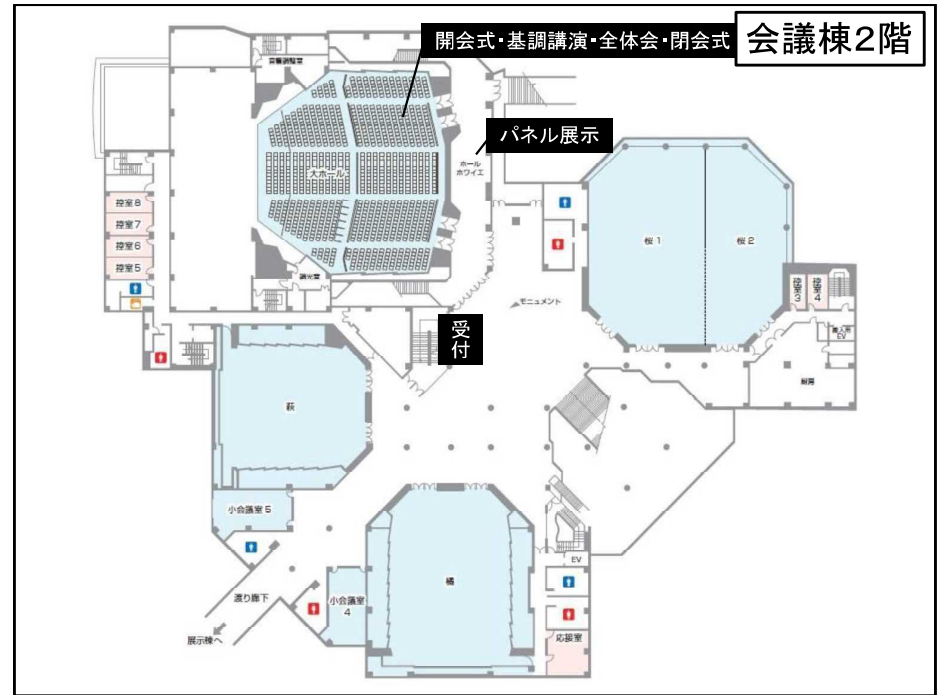 開会式・基調講演・全体会・閉会式
会議棟2階
音響調整室
パネル展示
ホール
ホワイエ
大ホール
控室8
控室7
控室6
控室5
調光室
桜1
桜2
控室3
控室4
モニュメント
受付
EV
厨房
萩
小会議室5
橘
EV
渡り廊下
小会議室
4
展示棟へ
応接室